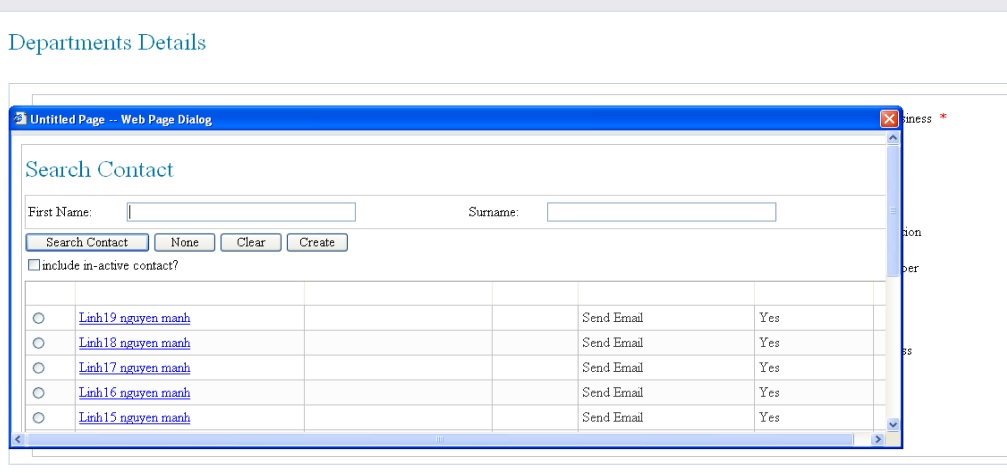 Departments Details
Untitled Page -- Web Page Dialog
siness *
Search Contact
First Name:
Surname:
Search Contact
None
Clear
Create
include in-active contact?
Linh19 nguyen manh
Send Email
Yes
Linh18 nguyen manh
Send Email
Yes
Linh17 nguyen manh
Send Email
Yes
Linh16 nguyen manh
Send Email
Yes
Linh15 nguyen manh
Send Email
Yes
tion
ber
ss